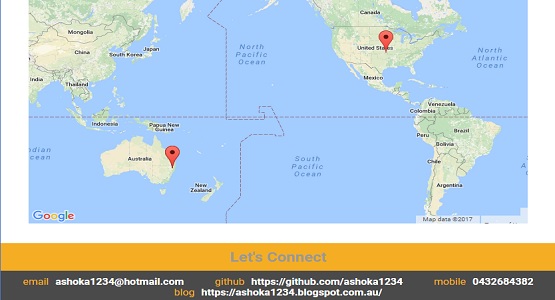 Canada
United States
North Pacific Ocean
North Atlantic Ocean
Mongolia
Japan
China
South Korea
Mexico
India
Thailand
Venezuela
Colombia
Indonesia
Papua New Guinea
Peru
Brazil
dian Ocean
Australia
South Pacific Ocean
Chile
New Zealand
Argentina
Google
Map data ©2017
Let's Connect
email ashoka1234@hotmail.com github https://github.com/ashoka1234 mobile 0432684382
blog https://ashoka1234.blogspot.com.au/